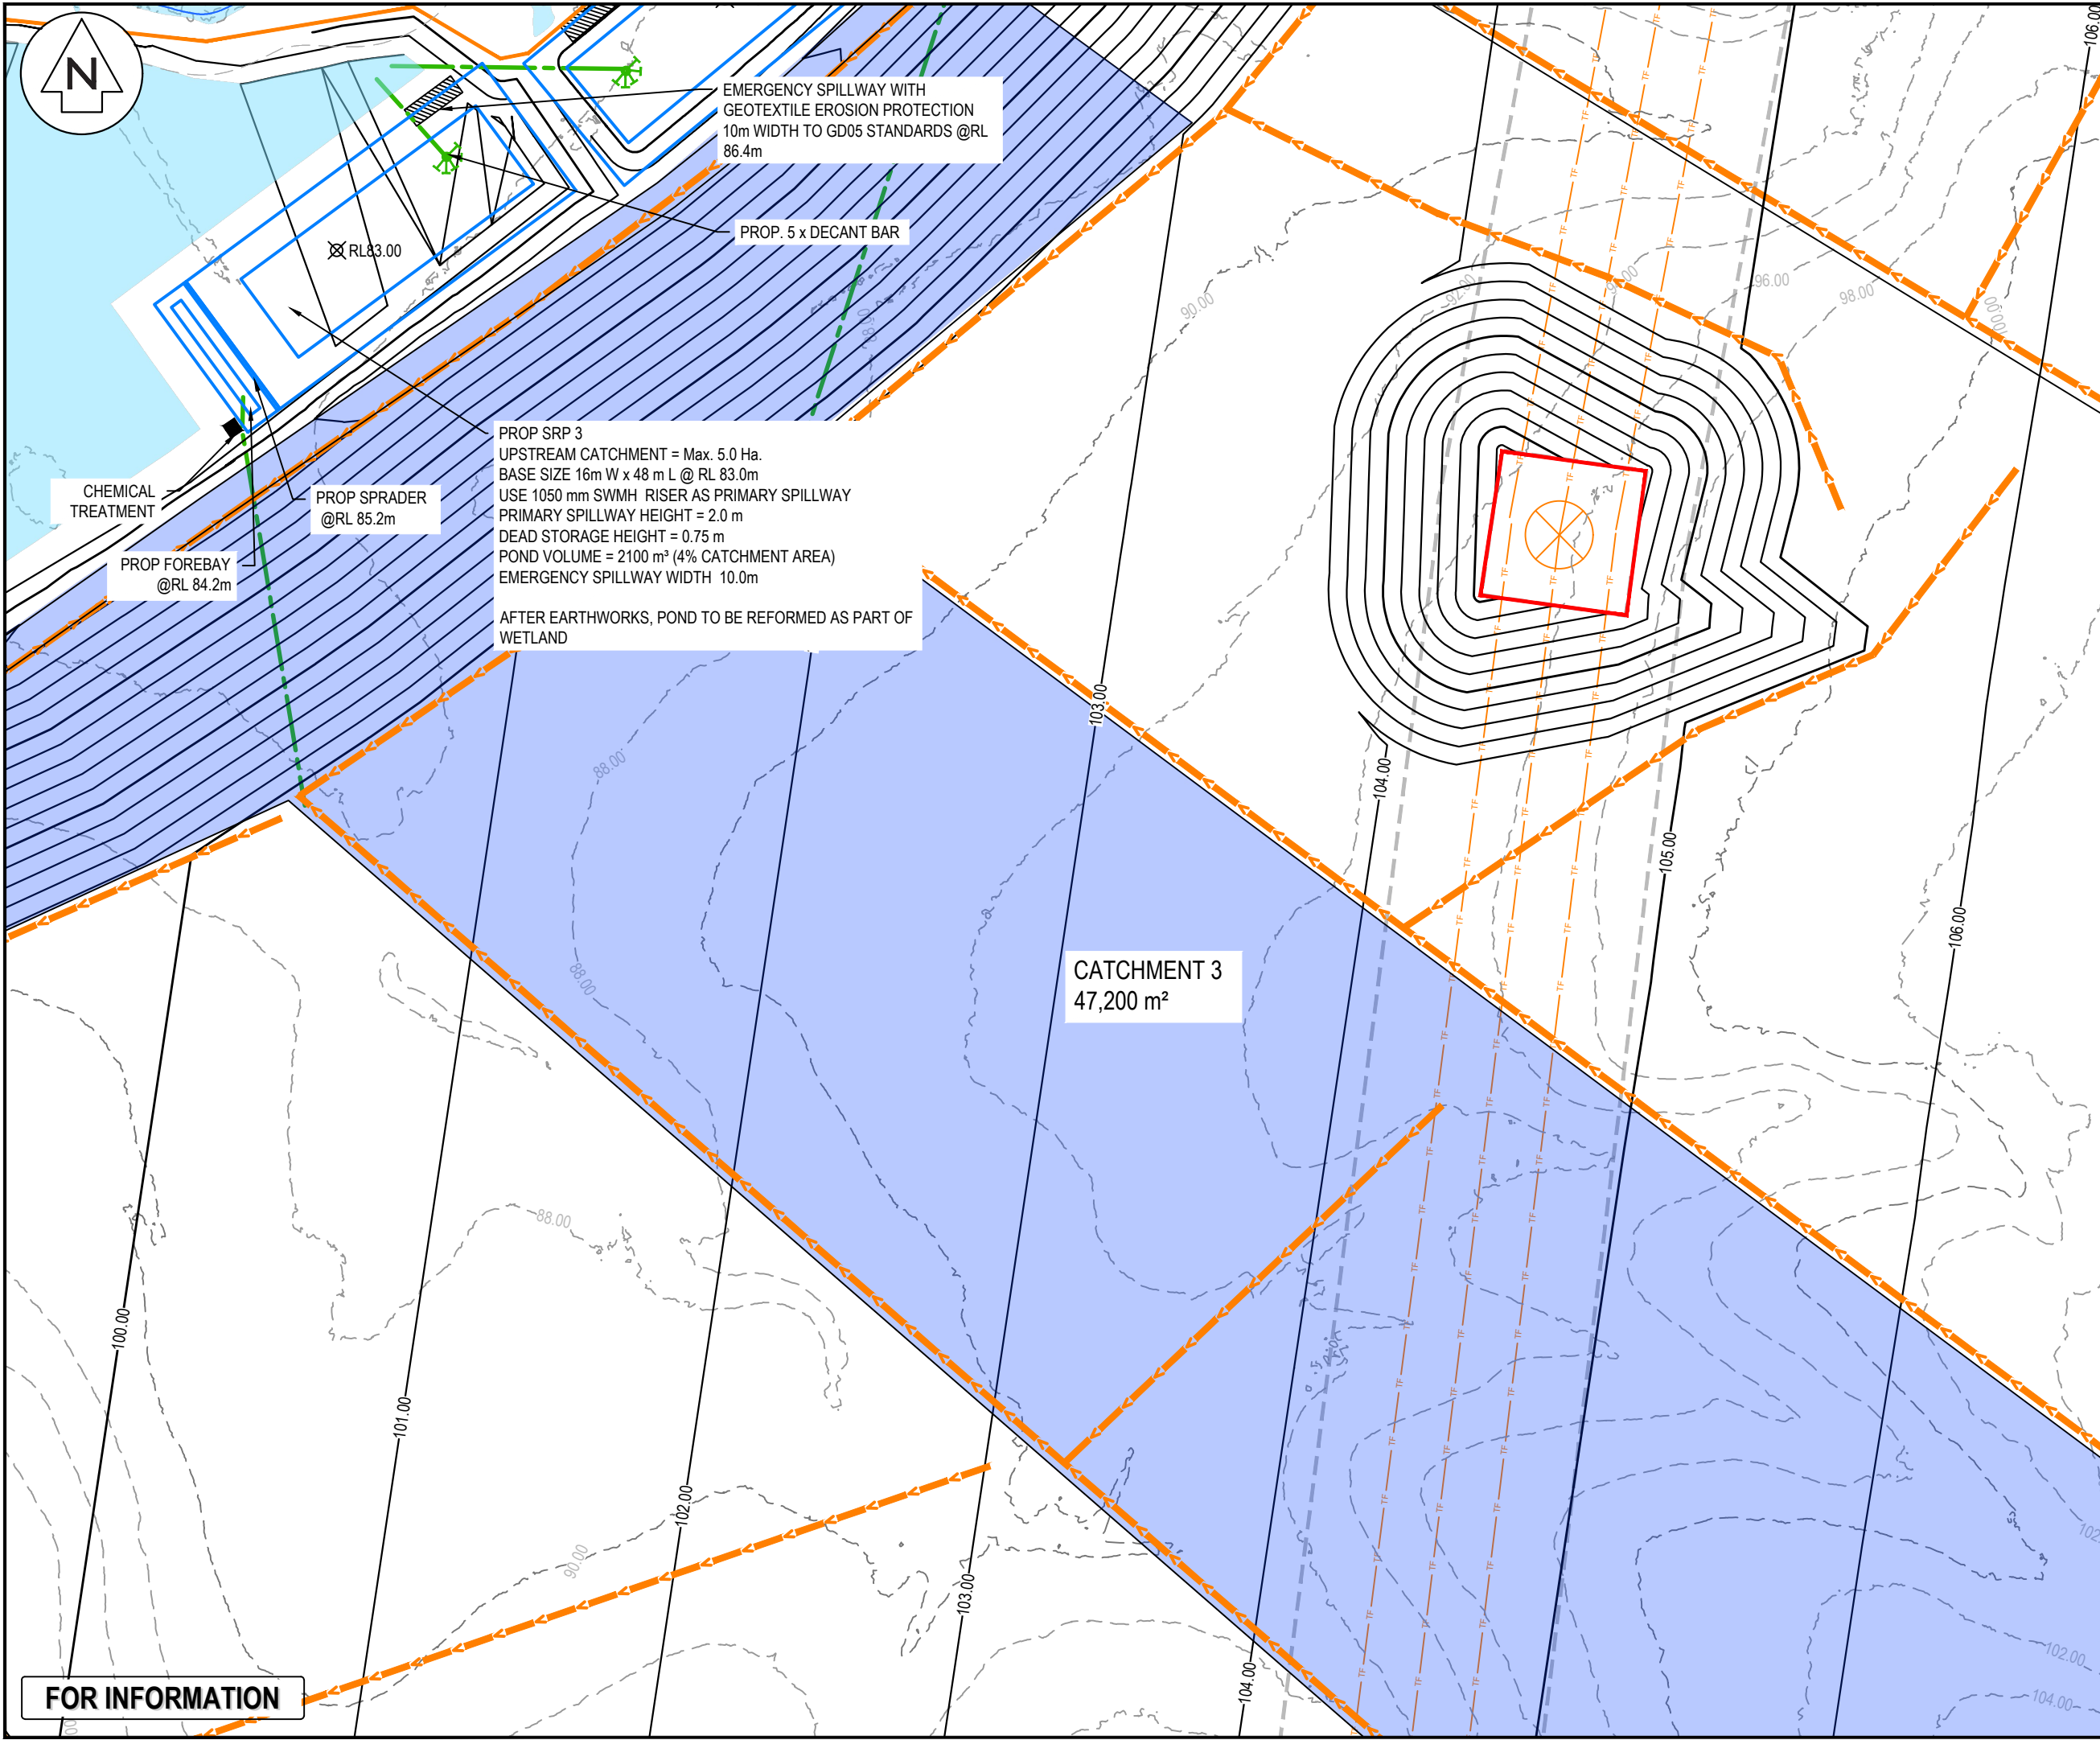 N
EMERGENCY SPILLWAY WITH
GEOTEXTILE EROSION PROTECTION
10m WIDTH TO GD05 STANDARDS @RL
86.4m
PROP. 5 x DECANT BAR
RL83.00
PROP SRP 3
UPSTREAM CATCHMENT = Max. 5.0 Ha.
BASE SIZE 16m W x 48 m L @ RL 83.0m
USE 1050 mm SWMH RISER AS PRIMARY SPILLWAY
PRIMARY SPILLWAY HEIGHT = 2.0 m
DEAD STORAGE HEIGHT = 0.75 m
POND VOLUME = 2100 m³ (4% CATCHMENT AREA)
EMERGENCY SPILLWAY WIDTH 10.0m
AFTER EARTHWORKS, POND TO BE REFORMED AS PART OF
WETLAND
CHEMICAL
TREATMENT
PROP SPRADER
@RL 85.2m
PROP FOREBAY
@RL 84.2m
CATCHMENT 3
47,200 m²
106.00
90.00
92.00
96.00
98.00
100.00
103.00
104.00
105.00
106.00
88.00
88.00
88.00
90.00
100.00
101.00
102.00
103.00
104.00
102.00
104.00
TF
FOR INFORMATION